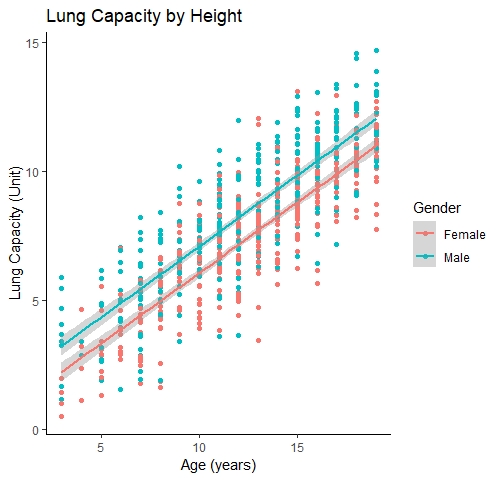 Lung Capacity by Height
15
10
5
0
Lung Capacity (Unit)
5
10
15
Age (years)
Gender
Female
Male